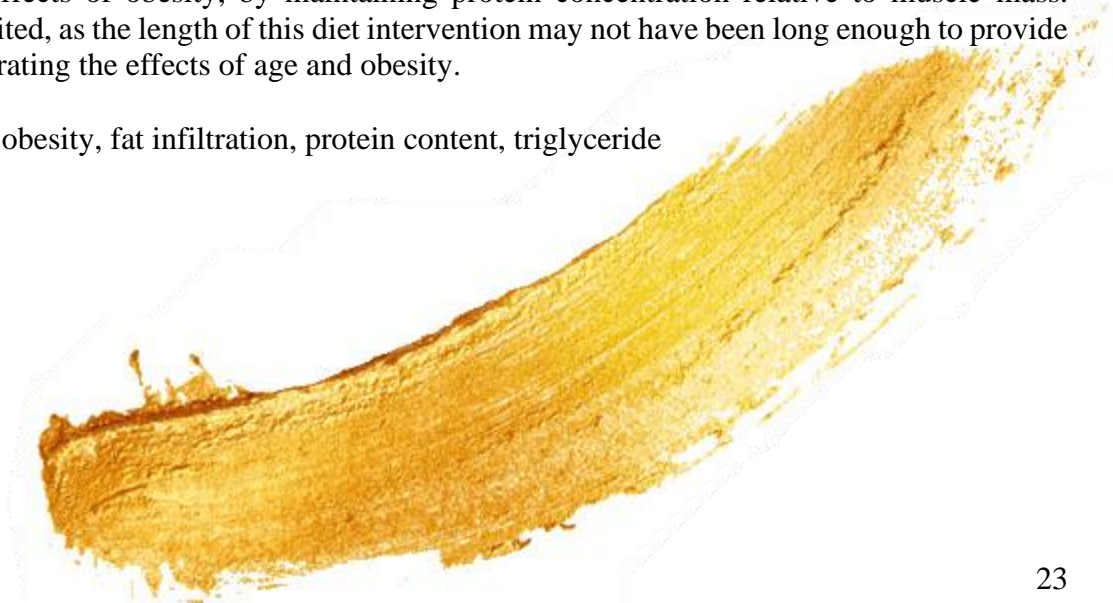 effects of obesity, by maintaining protein concentration relative to muscle mass.
ited, as the length of this diet intervention may not have been long enough to provide
rating the effects of age and obesity.
obesity, fat infiltration, protein content, triglyceride
23